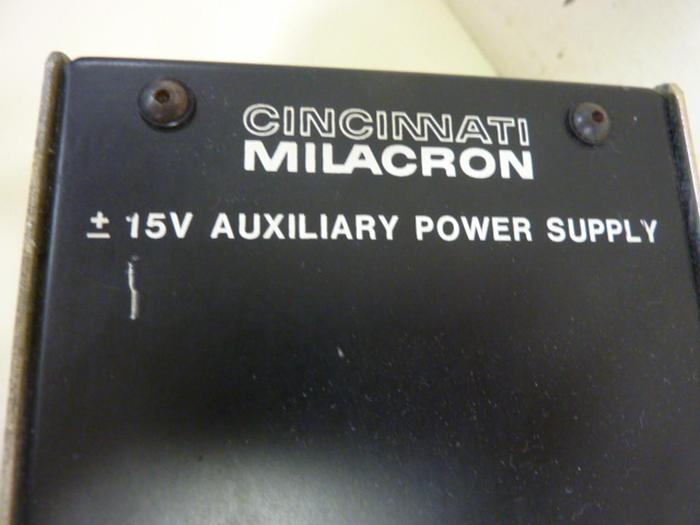 CINCINNATI
MILACRON
± 15V AUXILIARY POWER SUPPLY